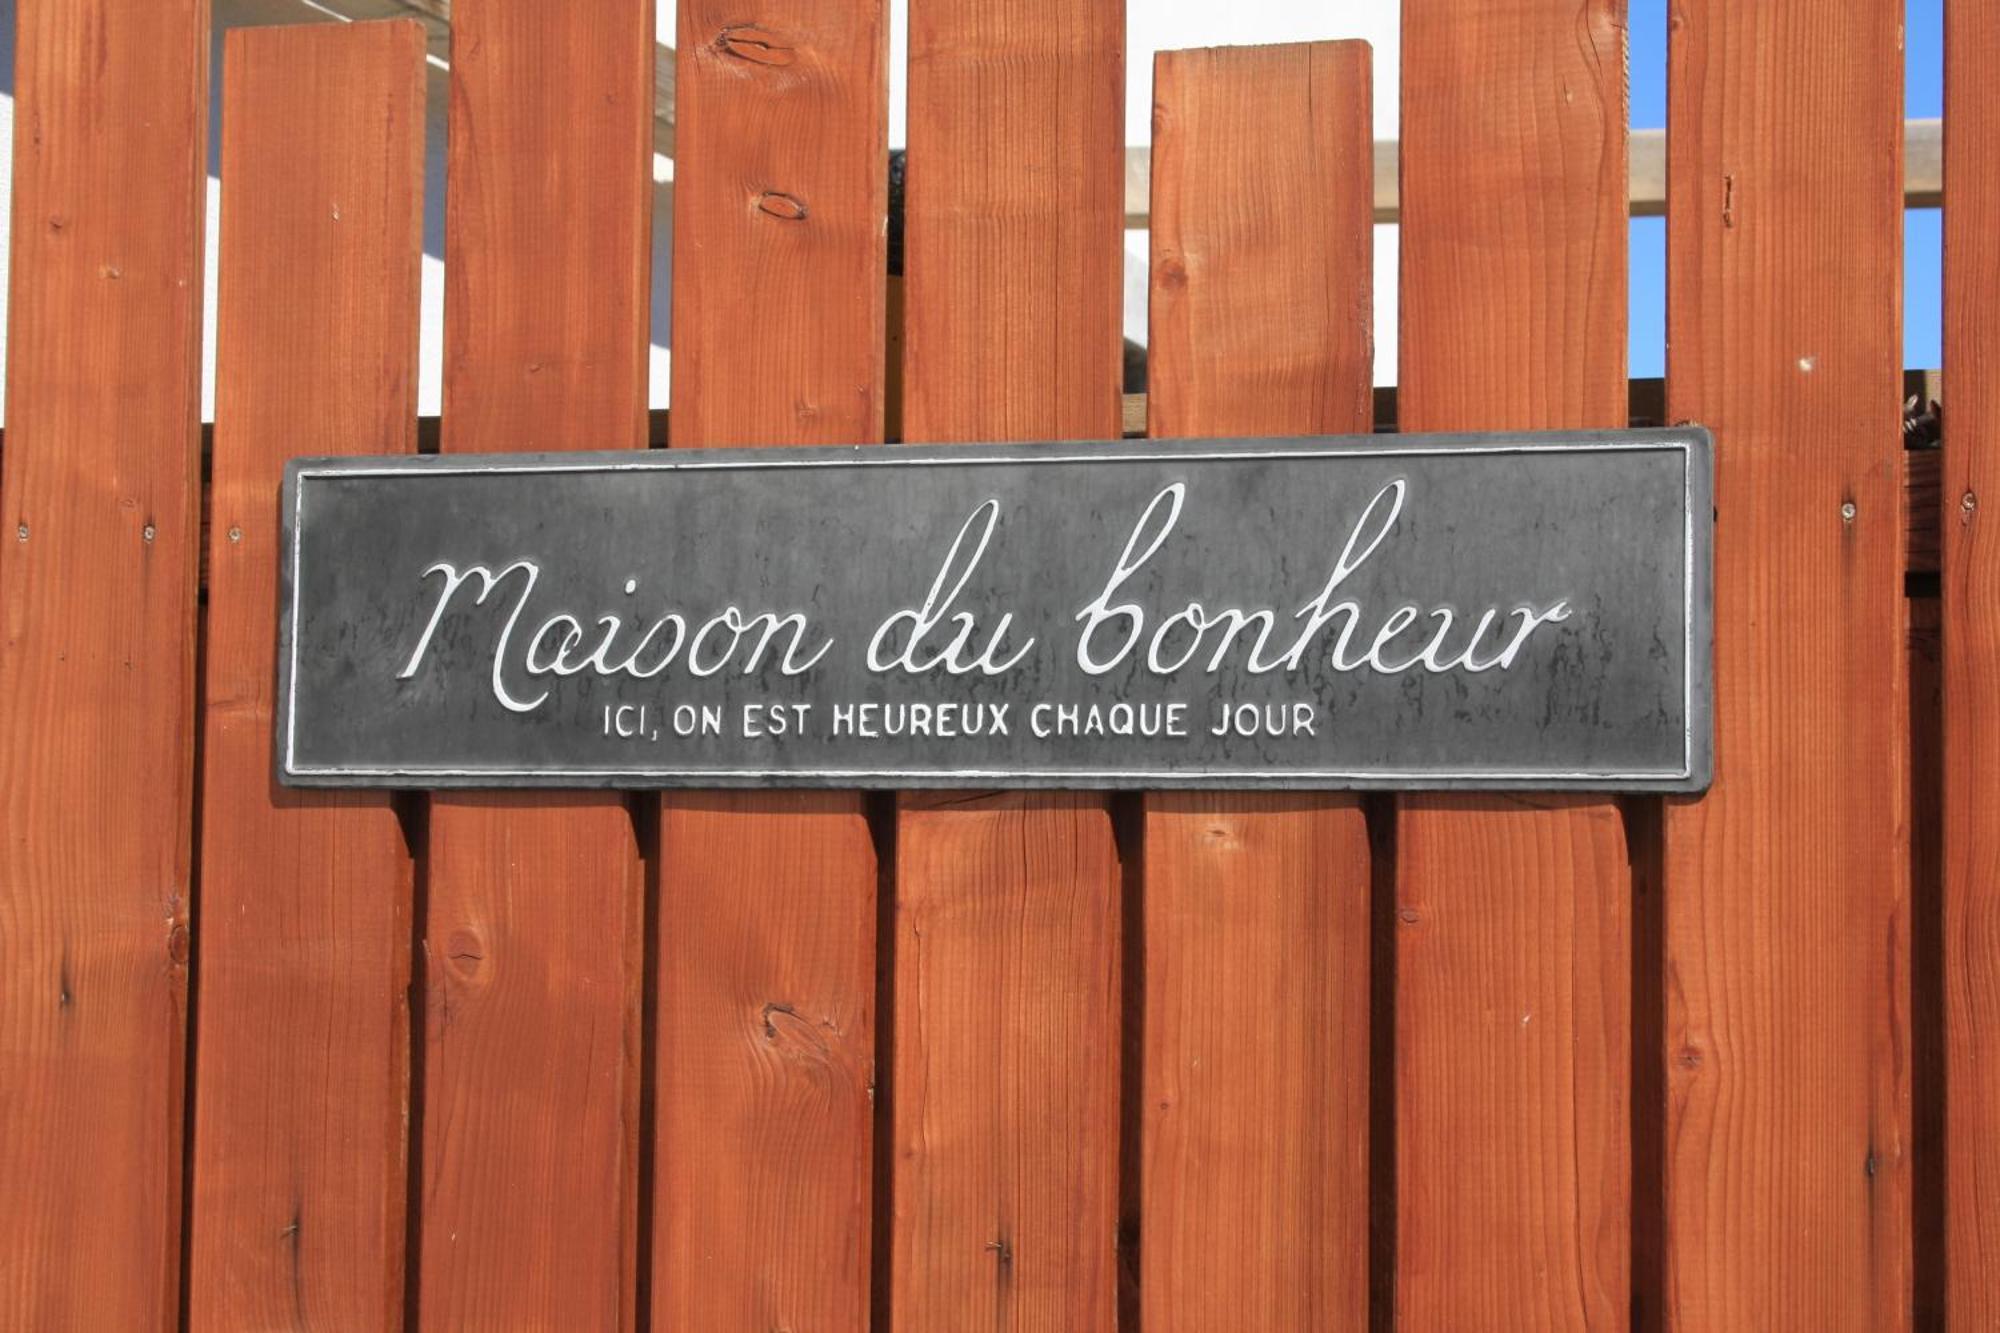 Maison du bonheur
ICI, ON EST HEUREUX CHAQUE JOUR